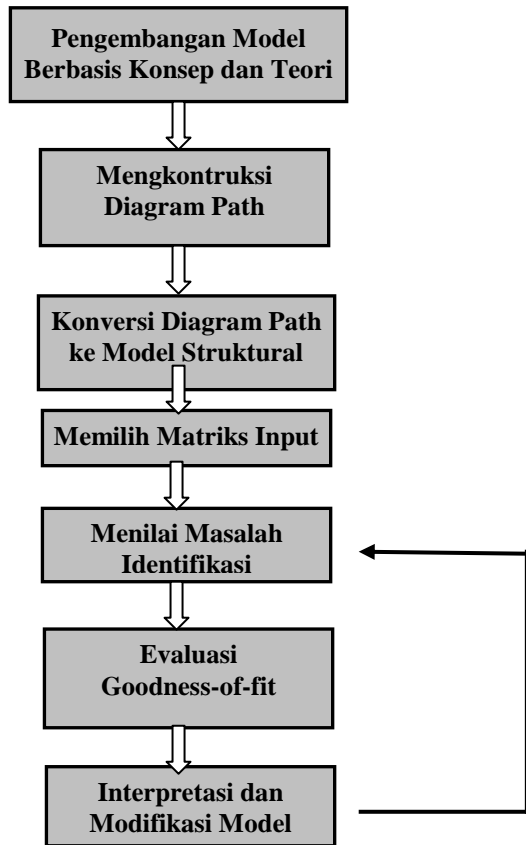 Pengembangan Model
Berbasis Konsep dan Teori
Mengkontruksi
Diagram Path
Konversi Diagram Path
ke Model Struktural
Memilih Matriks Input
Menilai Masalah
Identifikasi
Evaluasi
Goodness-of-fit
Interpretasi dan
Modifikasi Model